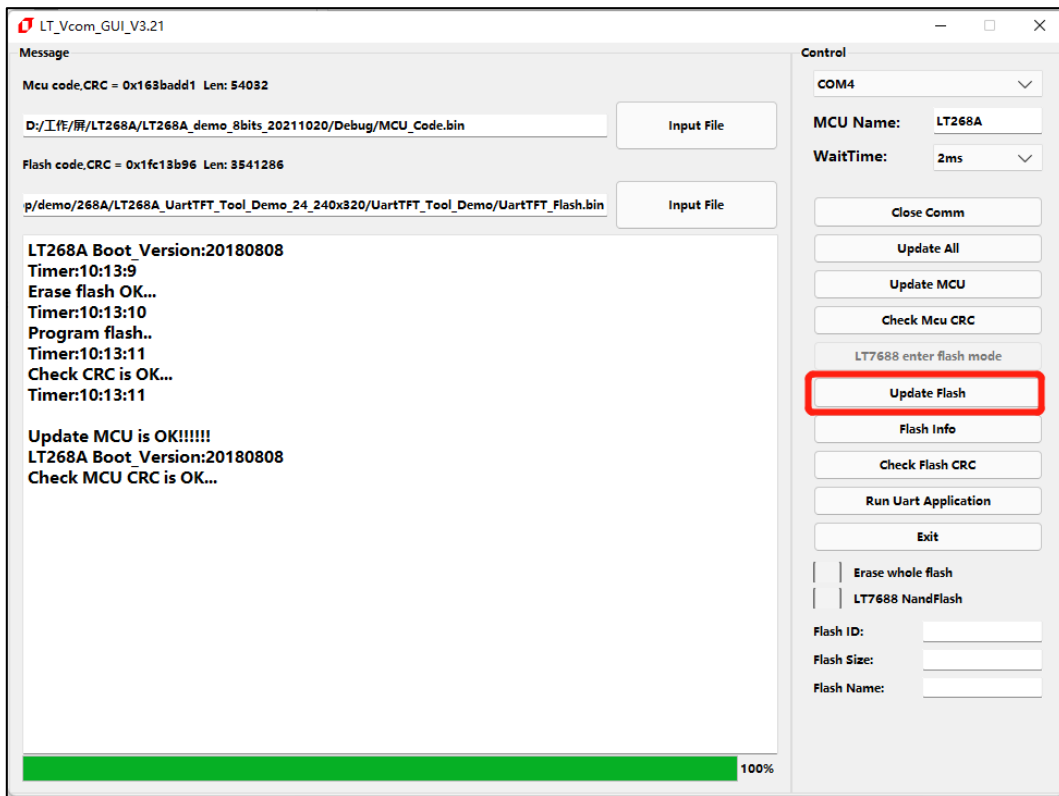 LT_Vcom_GUI_V3.21
Message
Mcu code,CRC = 0x163badd1 Len: 54032
D:/工作/屏/LT268A/LT268A_demo_8bits_20211020/Debug/MCU_Code.bin
Input File
Flash code,CRC = 0x1fc13b96 Len: 3541286
p/demo/268A/LT268A_UartTFT_Tool_Demo_24_240x320/UartTFT_Tool_Demo/UartTFT_Flash.bin
Input File
LT268A Boot_Version:20180808
Timer:10:13:9
Erase flash OK...
Timer:10:13:10
Program flash..
Timer:10:13:11
Check CRC is OK...
Timer:10:13:11
Update MCU is OK!!!!!!
LT268A Boot_Version:20180808
Check MCU CRC is OK...
100%
Control
COM4
MCU Name: LT268A
WaitTime: 2ms
Close Comm
Update All
Update MCU
Check Mcu CRC
LT7688 enter flash mode
Update Flash
Flash Info
Check Flash CRC
Run Uart Application
Exit
Erase whole flash
LT7688 NandFlash
Flash ID:
Flash Size:
Flash Name: